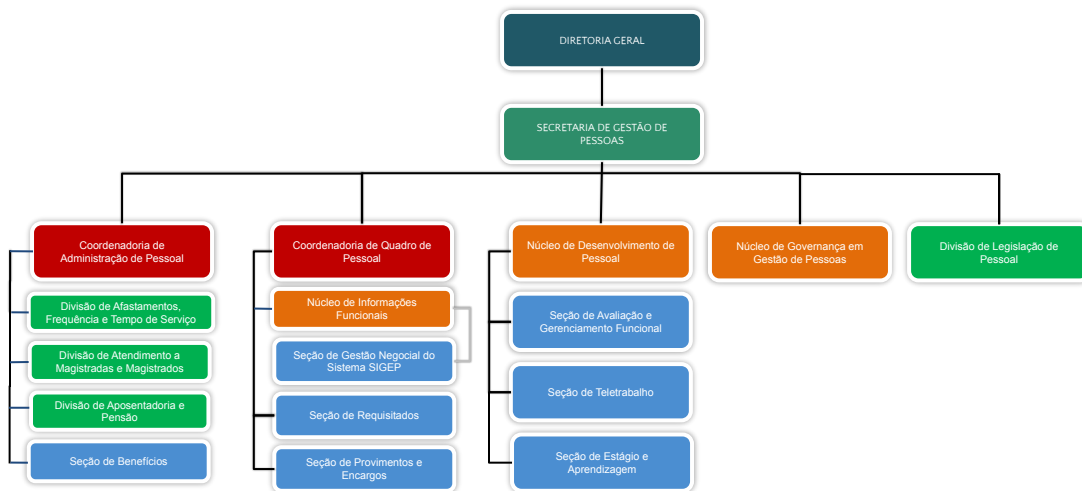 DIRETORIA GERAL
SECRETARIA DE GESTÃO DE
PESSOAS
Coordenadoria de
Administração de Pessoal
Coordenadoria de Quadro de
Pessoal
Núcleo de Desenvolvimento de
Pessoal
Núcleo de Governança em
Gestão de Pessoas
Divisão de Legislação de
Pessoal
Divisão de Afastamentos,
Frequência e Tempo de Serviço
Divisão de Atendimento a
Magistradas e Magistrados
Divisão de Aposentadoria e
Pensão
Seção de Benefícios
Núcleo de Informações
Funcionais
Seção de Gestão Negocial do
Sistema SIGEP
Seção de Requisitados
Seção de Provimentos e
Encargos
Seção de Avaliação e
Gerenciamento Funcional
Seção de Teletrabalho
Seção de Estágio e
Aprendizagem